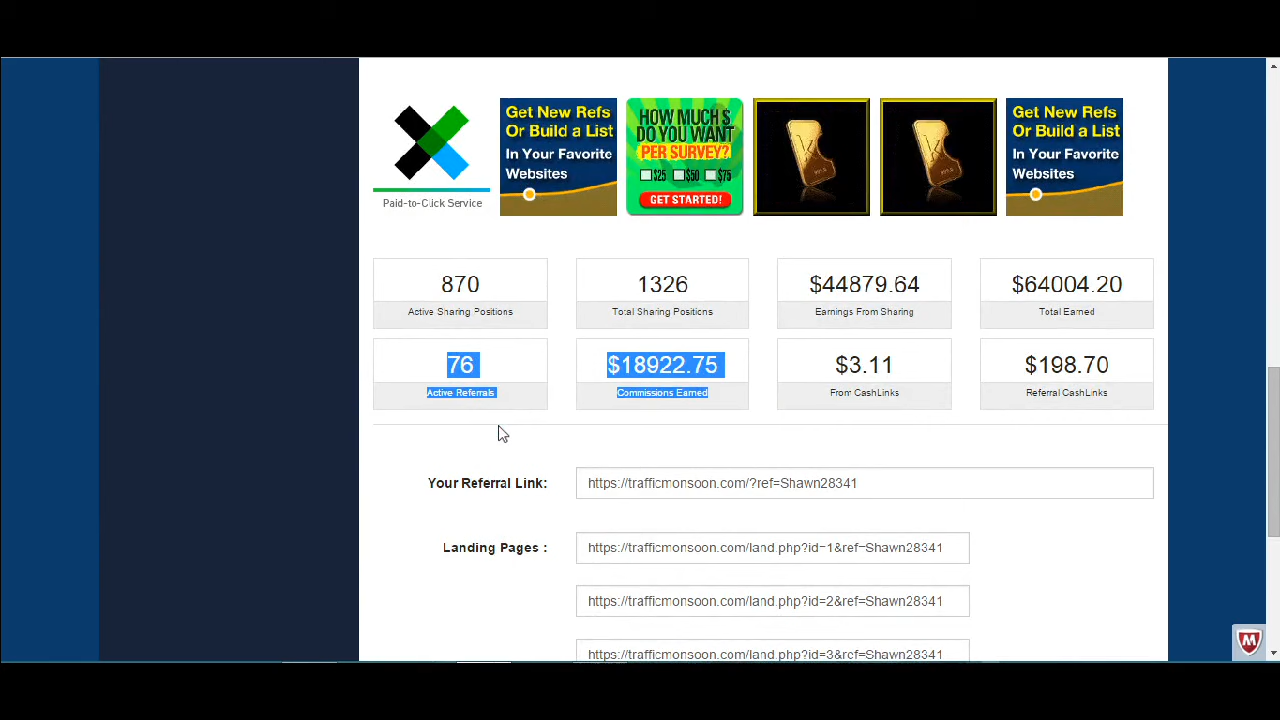 Get New Refs
Or Build a List
In Your Favorite
Websites
HOW MUCH $
DO YOU WANT
PER SURVEY?
$25 $50 $75
GET STARTED!
Get New Refs
Or Build a List
In Your Favorite
Websites
Paid-to-Click Service
870 1326 $44879.64 $64004.20
Active Sharing Positions Total Sharing Positions Earnings From Sharing Total Earned
76 $18922.75 $3.11 $198.70
Active Referrals Commissions Earned From CashLinks Referral CashLinks
Your Referral Link: https://trafficmonsoon.com/?ref=Shawn28341
Landing Pages : https://trafficmonsoon.com/land.php?id=1&ref=Shawn28341
https://trafficmonsoon.com/land.php?id=2&ref=Shawn28341
https://trafficmonsoon.com/land.php?id=3&ref=Shawn28341